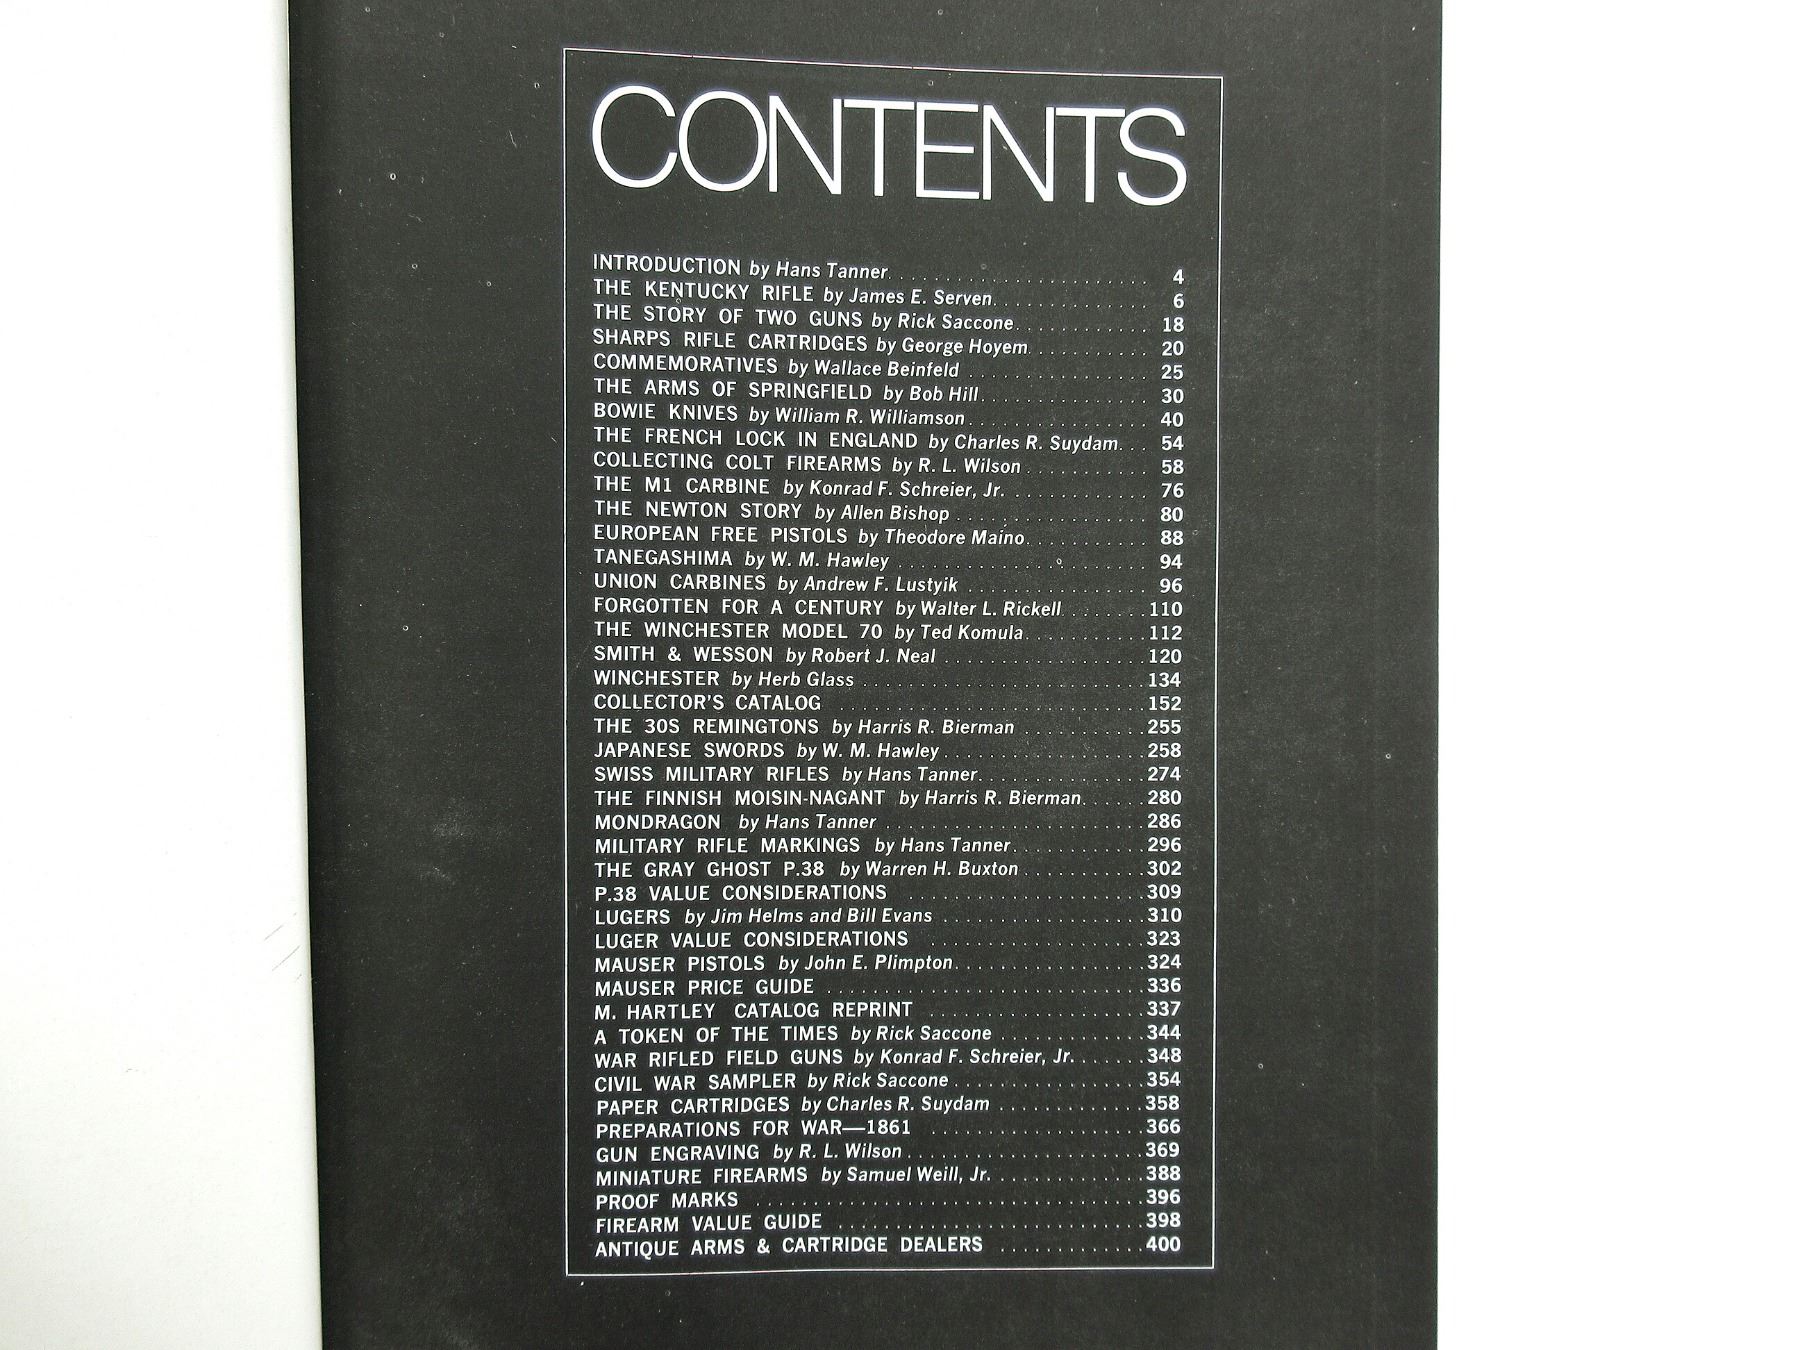 CONTENTS
INTRODUCTION by Hans Tanner. . . . . . . . . . . . . . . . . . . . . . 4
THE KENTUCKY RIFLE by James E. Serven. . . . . . . . . . . . . 6
THE STORY OF TWO GUNS by Rick Saccone. . . . . . . . . . . . 18
SHARPS RIFLE CARTRIDGES by George Hoyem. . . . . . . . . . . 20
COMMEMORATIVES by Wallace Beinfeld . . . . . . . . . . . . . . . . 25
THE ARMS OF SPRINGFIELD by Bob Hill. . . . . . . . . . . . . . . 30
BOWIE KNIVES by William R. Williamson. . . . . . . . . . . . . . . . 40
THE FRENCH LOCK IN ENGLAND by Charles R. Suydam. . . 54
COLLECTING COLT FIREARMS by R. L. Wilson . . . . . . . . . . . 58
THE M1 CARBINE by Konrad F. Schreier, Jr. . . . . . . . . . . . . 76
THE NEWTON STORY by Allen Bishop . . . . . . . . . . . . . . . . . 80
EUROPEAN FREE PISTOLS by Theodore Maino. . . . . . . . . . . 88
TANEGASHIMA by W. M. Hawley . . . . . . . . . . . . . . . . . . . . . . 94
UNION CARBINES by Andrew F. Lustyik . . . . . . . . . . . . . . . . 96
FORGOTTEN FOR A CENTURY by Walter L. Rickell. . . . . . . 110
THE WINCHESTER MODEL 70 by Ted Komula. . . . . . . . . . . 112
SMITH & WESSON by Robert J. Neal . . . . . . . . . . . . . . . . . . 120
WINCHESTER by Herb Glass . . . . . . . . . . . . . . . . . . . . . . . . 134
COLLECTOR'S CATALOG . . . . . . . . . . . . . . . . . . . . . . . . . . 152
THE 30S REMINGTONS by Harris R. Bierman . . . . . . . . . . . 255
JAPANESE SWORDS by W. M. Hawley . . . . . . . . . . . . . . . . . . 258
SWISS MILITARY RIFLES by Hans Tanner. . . . . . . . . . . . . . . 274
THE FINNISH MOISIN-NAGANT by Harris R. Bierman. . . . . . 280
MONDRAGON by Hans Tanner . . . . . . . . . . . . . . . . . . . . . . 286
MILITARY RIFLE MARKINGS by Hans Tanner. . . . . . . . . . . . 296
THE GRAY GHOST P.38 by Warren H. Buxton . . . . . . . . . . . 302
P.38 VALUE CONSIDERATIONS . . . . . . . . . . . . . . . . . . . . . 309
LUGERS by Jim Helms and Bill Evans . . . . . . . . . . . . . . . . . 310
LUGER VALUE CONSIDERATIONS . . . . . . . . . . . . . . . . . . . 323
MAUSER PISTOLS by John E. Plimpton. . . . . . . . . . . . . . . . . 324
MAUSER PRICE GUIDE . . . . . . . . . . . . . . . . . . . . . . . . . . . 336
M. HARTLEY CATALOG REPRINT . . . . . . . . . . . . . . . . . . . . 337
A TOKEN OF THE TIMES by Rick Saccone . . . . . . . . . . . . . . 344
WAR RIFLED FIELD GUNS by Konrad F. Schreier, Jr. . . . . . . 348
CIVIL WAR SAMPLER by Rick Saccone . . . . . . . . . . . . . . . . . 354
PAPER CARTRIDGES by Charles R. Suydam . . . . . . . . . . . . . 358
PREPARATIONS FOR WAR—1861 . . . . . . . . . . . . . . . . . . . 366
GUN ENGRAVING by R. L. Wilson . . . . . . . . . . . . . . . . . . . . . 369
MINIATURE FIREARMS by Samuel Weill, Jr. . . . . . . . . . . . . . 388
PROOF MARKS . . . . . . . . . . . . . . . . . . . . . . . . . . . . . . . . . . 396
FIREARM VALUE GUIDE . . . . . . . . . . . . . . . . . . . . . . . . . . . 398
ANTIQUE ARMS & CARTRIDGE DEALERS . . . . . . . . . . . . . 400